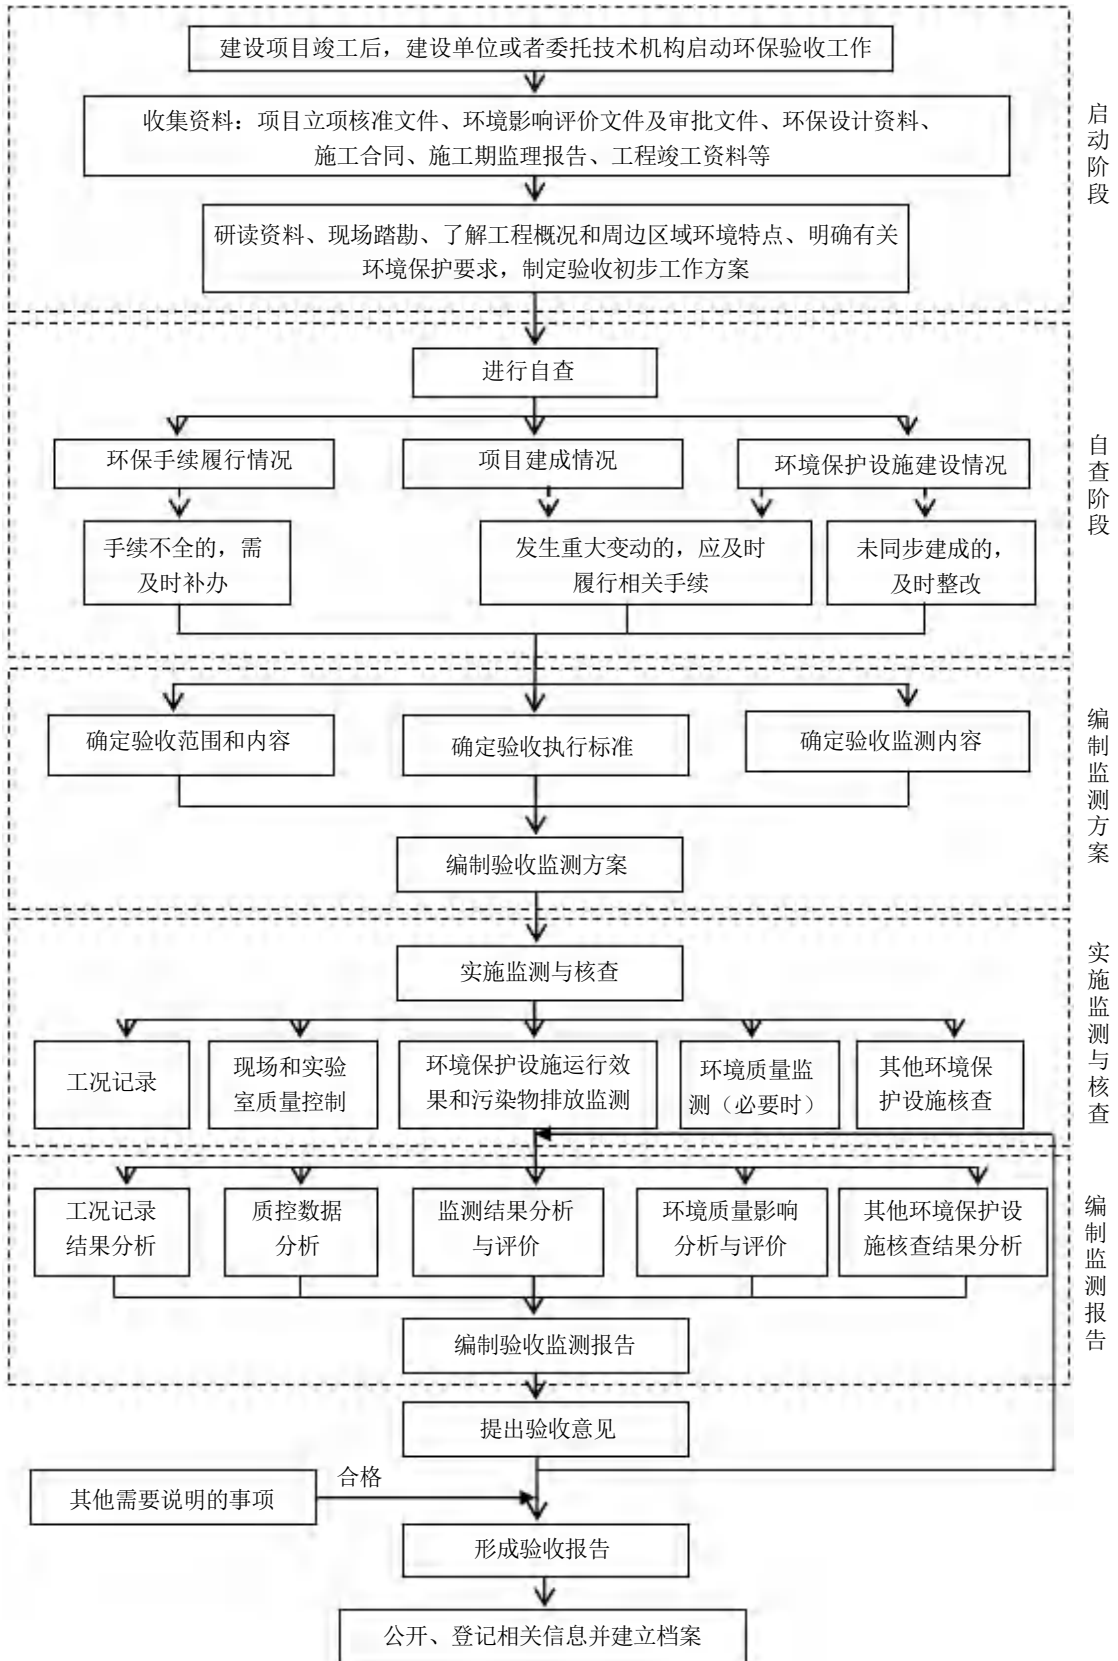 建设项目竣工后，建设单位或者委托技术机构启动环保验收工作
收集资料：项目立项核准文件、环境影响评价文件及审批文件、环保设计资料、
施工合同、施工期监理报告、工程竣工资料等
研读资料、现场踏勘、了解工程概况和周边区域环境特点、明确有关
环境保护要求，制定验收初步工作方案
启动阶段
进行自查
环保手续履行情况
项目建成情况
环境保护设施建设情况
手续不全的，需
及时补办
发生重大变动的，应及时
履行相关手续
未同步建成的，
及时整改
自查阶段
确定验收范围和内容
确定验收执行标准
确定验收监测内容
编制验收监测方案
编制监测方案
实施监测与核查
工况记录
现场和实验
室质量控制
环境保护设施运行效
果和污染物排放监测
环境质量监
测（必要时）
其他环境保
护设施核查
实施监测与核查
工况记录
结果分析
质控数据
分析
监测结果分析
与评价
环境质量影响
分析与评价
其他环境保护设
施核查结果分析
编制验收监测报告
编制监测报告
提出验收意见
其他需要说明的事项
合格
形成验收报告
公开、登记相关信息并建立档案